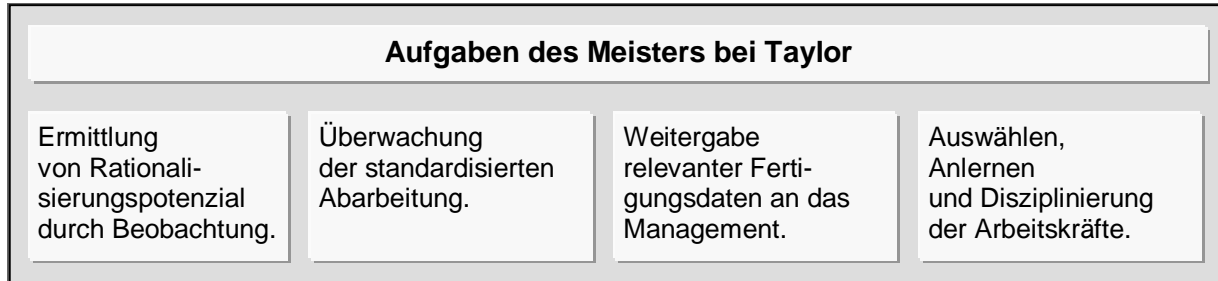 Aufgaben des Meisters bei Taylor
Ermittlung
von Rationali-
sierungspotenzial
durch Beobachtung.
Überwachung
der standardisierten
Abarbeitung.
Weitergabe
relevanter Ferti-
gungsdaten an das
Management.
Auswählen,
Anlernen
und Disziplinierung
der Arbeitskräfte.